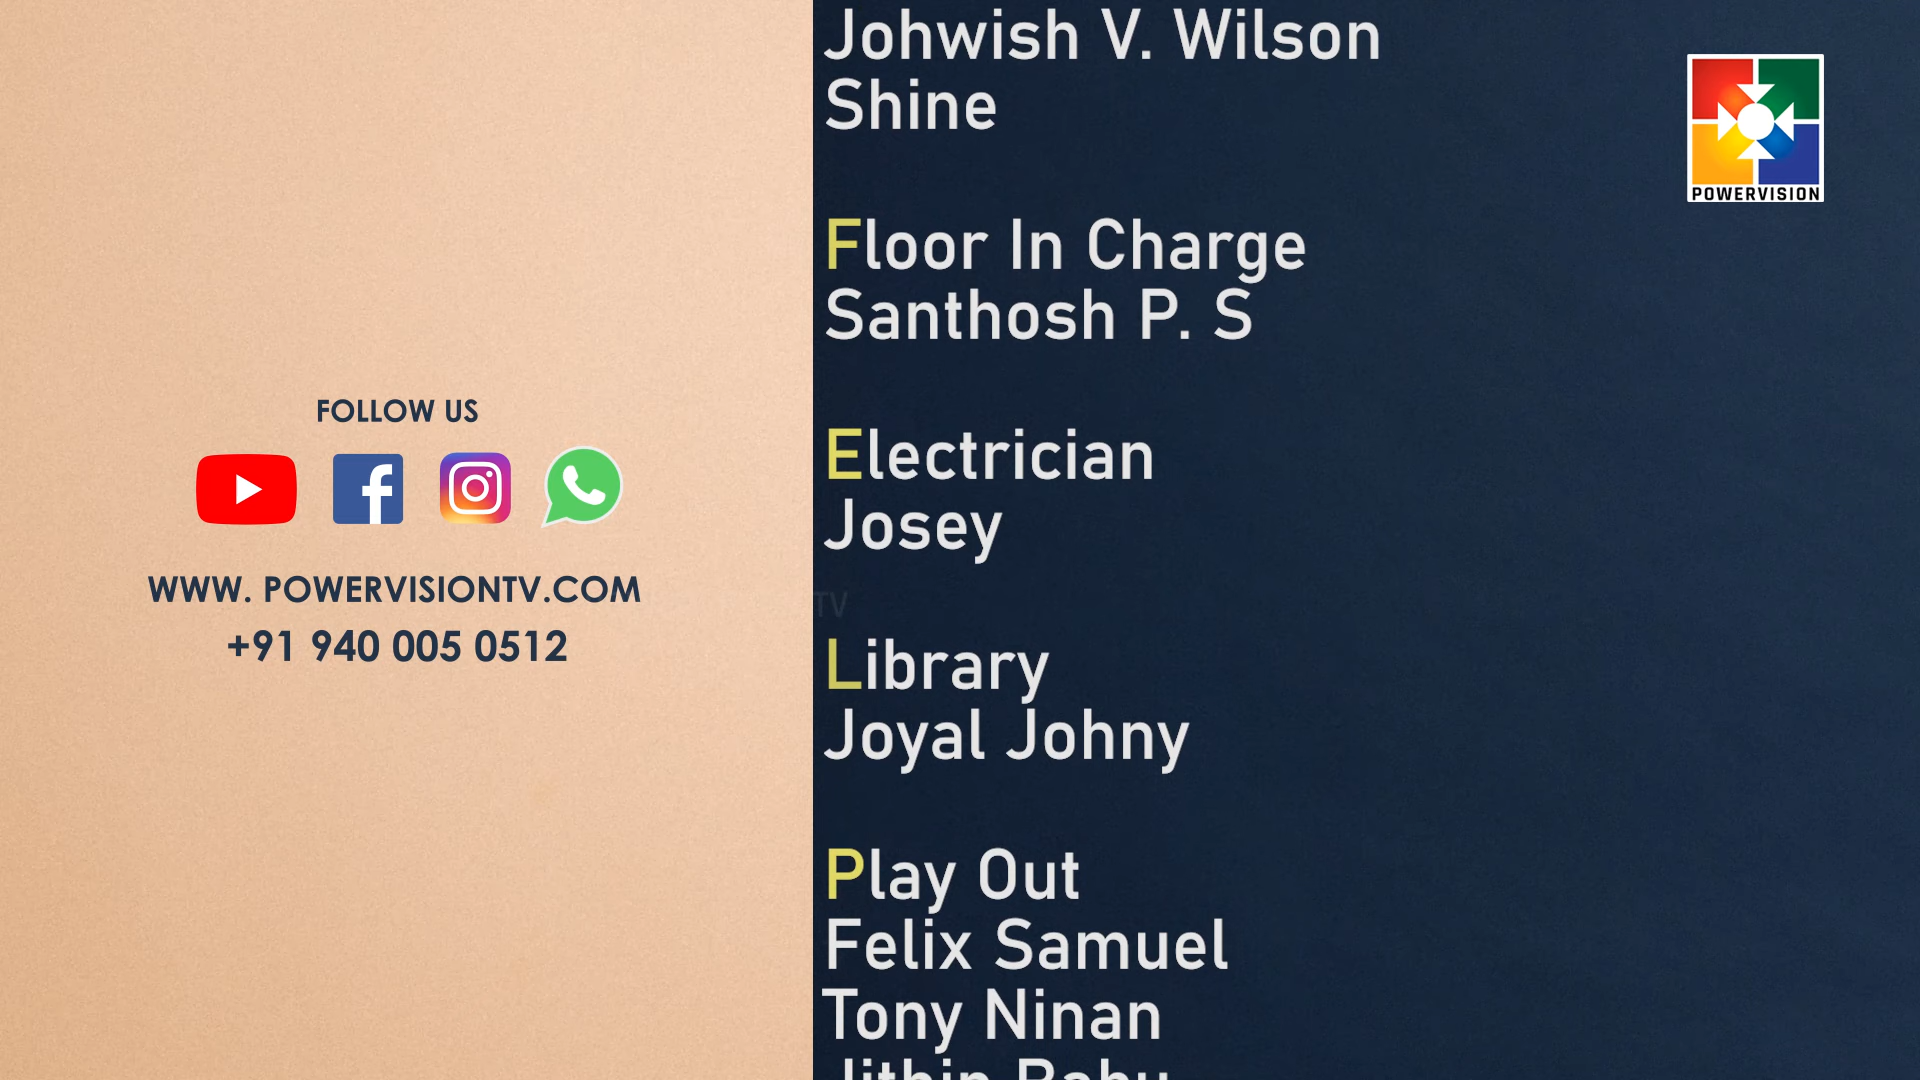 FOLLOW US
WWW. POWERVISIONTV.COM
+91 940 005 0512
Johwish V. Wilson
Shine
Floor In Charge
Santhosh P. S
Electrician
Josey
TV
Library
Joyal Johny
Play Out
Felix Samuel
Tony Ninan
POWERVISION